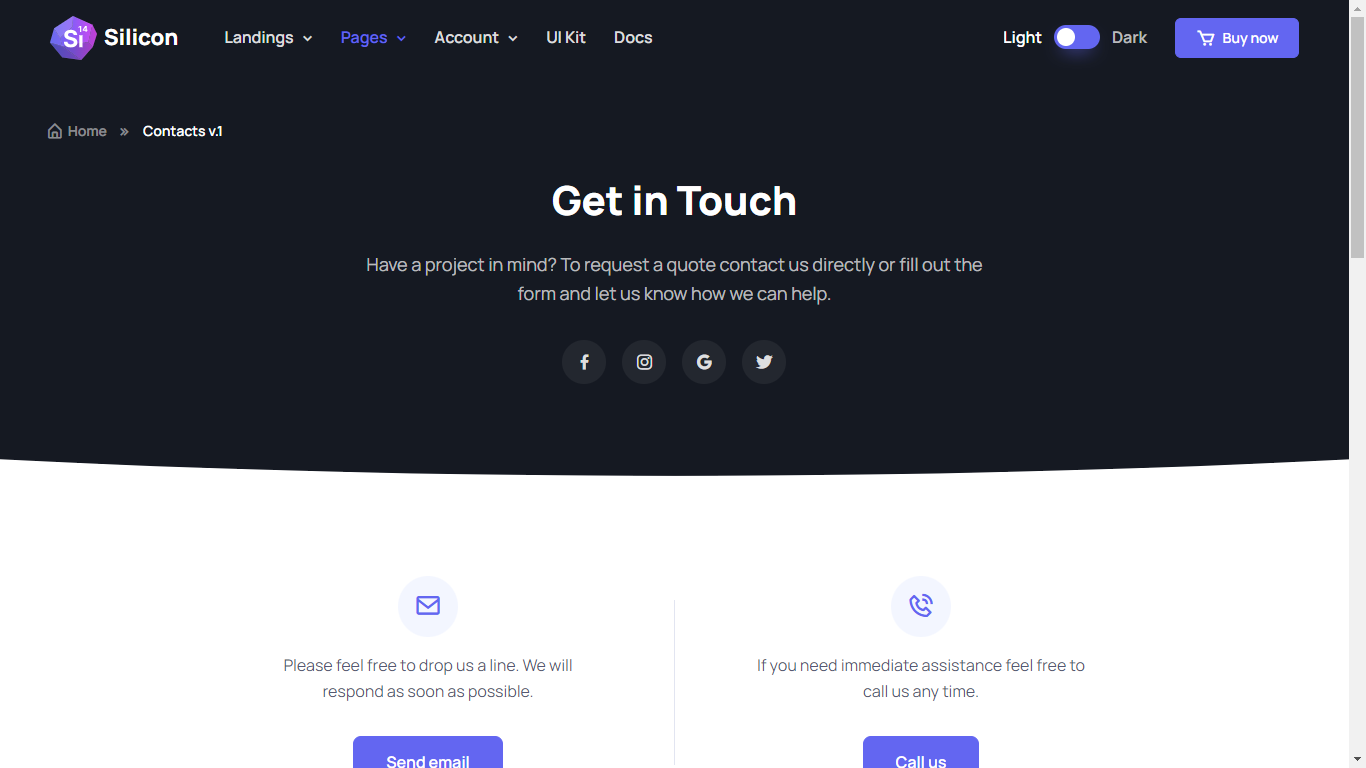 Si 14 Silicon
Landings
Pages
Account
UI Kit
Docs
Light
Dark
Buy now
Home » Contacts v.1
Get in Touch
Have a project in mind? To request a quote contact us directly or fill out the
form and let us know how we can help.
Please feel free to drop us a line. We will
respond as soon as possible.
Send email
If you need immediate assistance feel free to
call us any time.
Call us